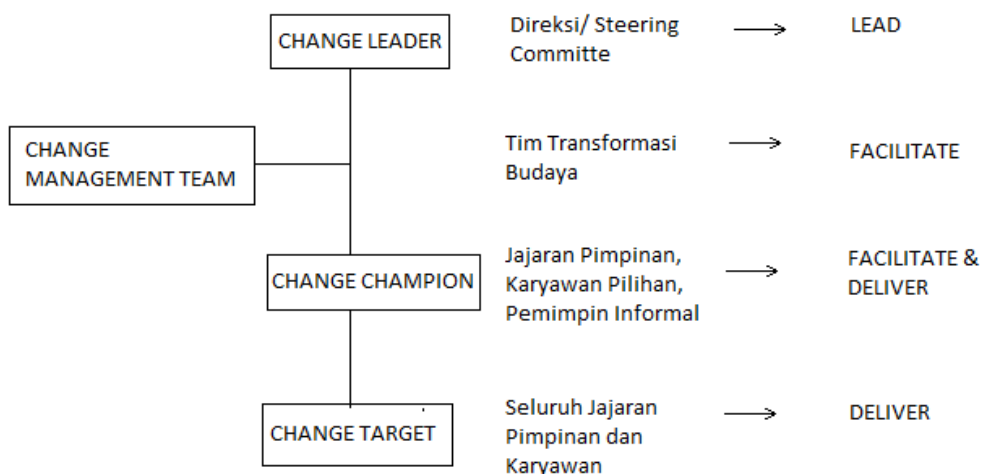 CHANGE LEADER
Direksi/ Steering
Committe
LEAD
CHANGE
MANAGEMENT TEAM
Tim Transformasi
Budaya
FACILITATE
CHANGE CHAMPION
Jajaran Pimpinan,
Karyawan Pilihan,
Pemimpin Informal
FACILITATE &
DELIVER
CHANGE TARGET
Seluruh Jajaran
Pimpinan dan
Karyawan
DELIVER